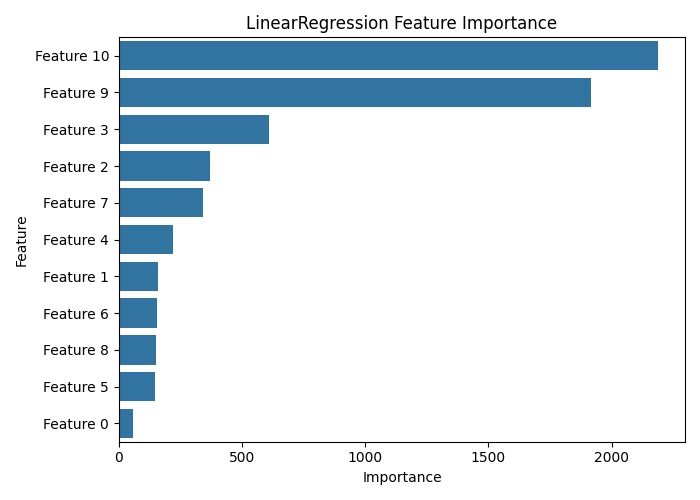 LinearRegression Feature Importance
Feature 10
Feature 9
Feature 3
Feature 2
Feature 7
Feature 4
Feature 1
Feature 6
Feature 8
Feature 5
Feature 0
Feature
0 500 1000 1500 2000
Importance